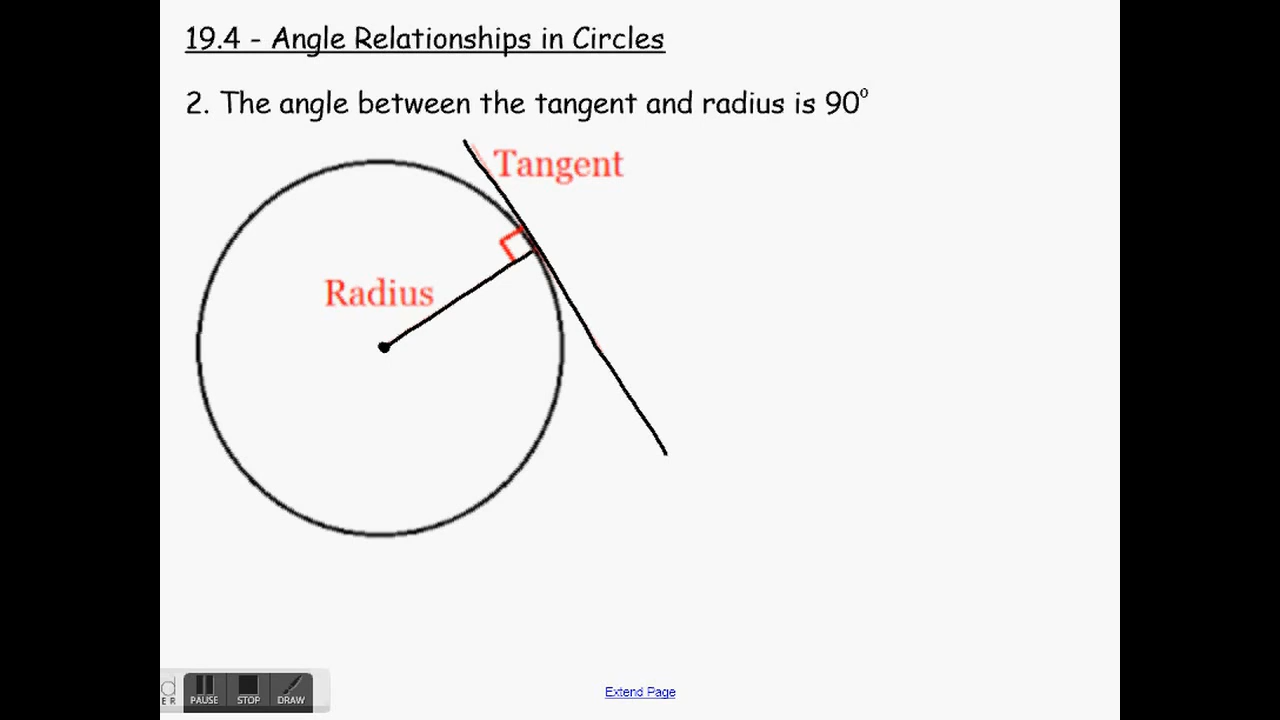 19.4 - Angle Relationships in Circles
2. The angle between the tangent and radius is 90°
Tangent
Radius
PAUSE
STOP
DRAW
Extend Page